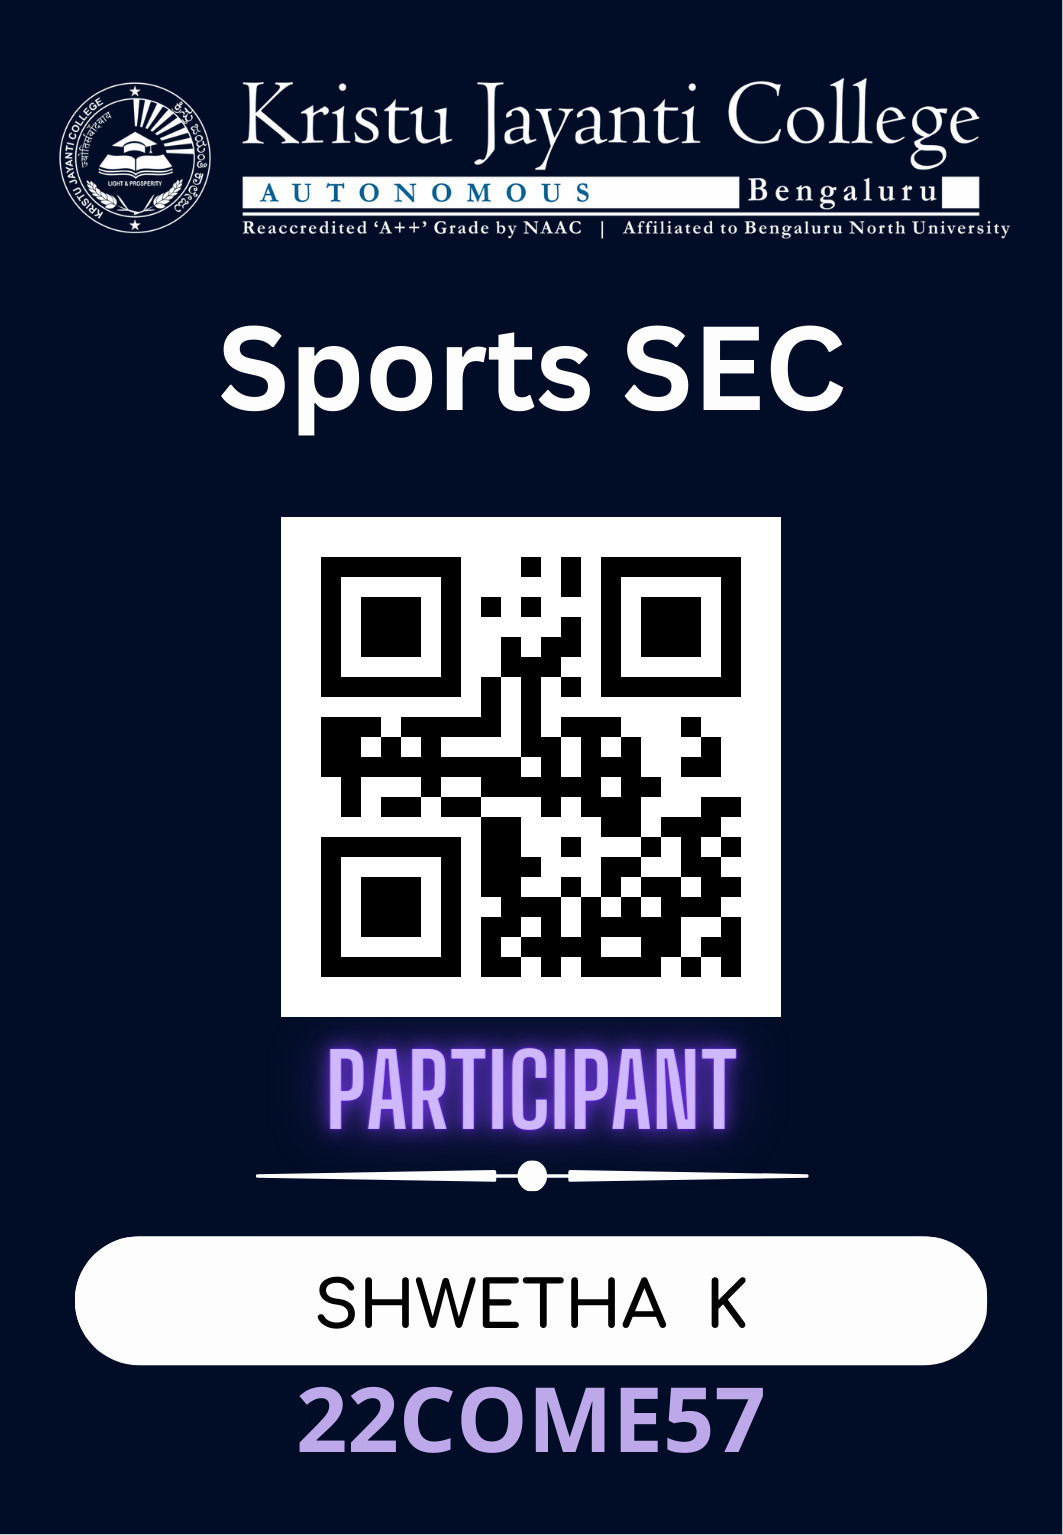 KRISTU JAYANTI COLLEGE
LIGHT & PROSPERITY
Kristu Jayanti College
AUTONOMOUS Bengaluru
Reaccredited ‘A++’ Grade by NAAC | Affiliated to Bengaluru North University
Sports SEC
PARTICIPANT
SHWETHA K
22COME57